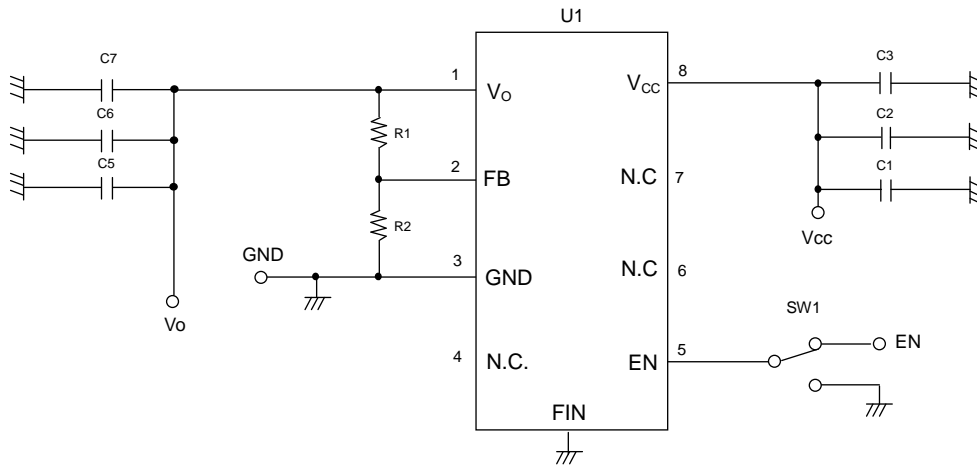 U1
C7
C6
C5
1
VO
R1
2
FB
R2
GND
3
GND
4
N.C.
Vo
8
VCC
C3
C2
C1
N.C
7
Vcc
N.C
6
SW1
5
EN
EN
FIN